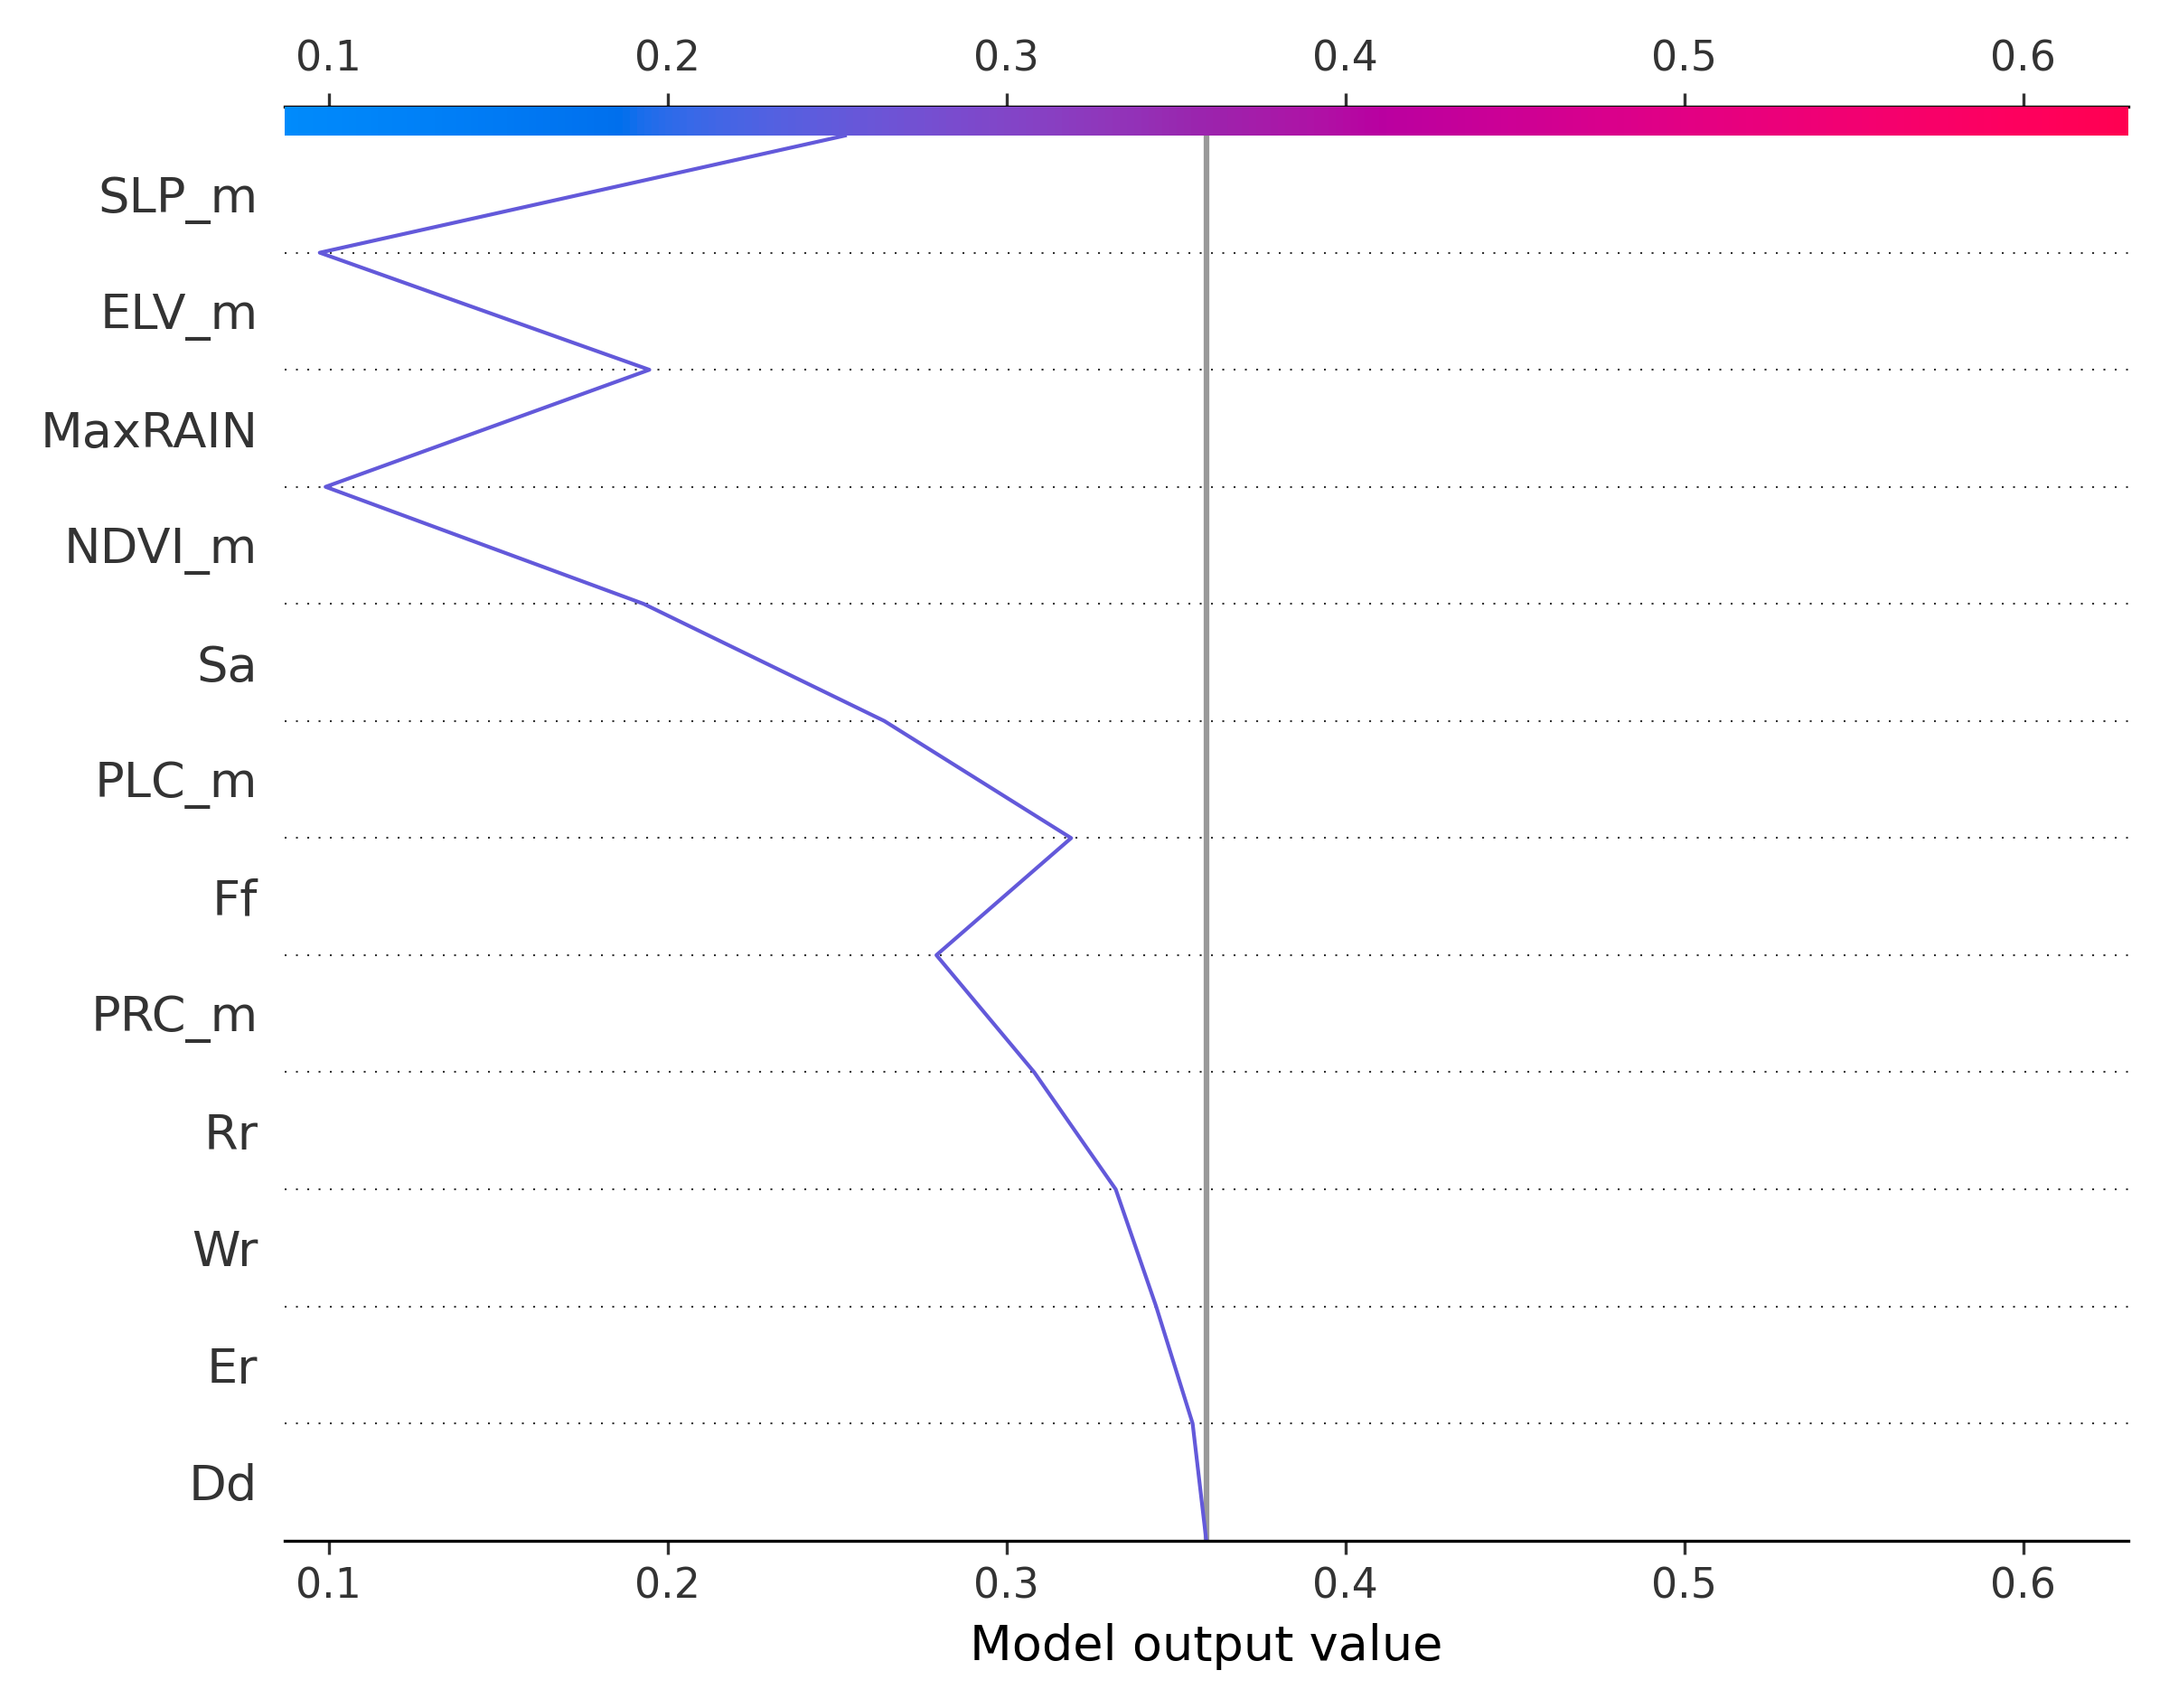 0.1 0.2 0.3 0.4 0.5 0.6
SLP_m
ELV_m
MaxRAIN
NDVI_m
Sa
PLC_m
Ff
PRC_m
Rr
Wr
Er
Dd
0.1 0.2 0.3 0.4 0.5 0.6
Model output value